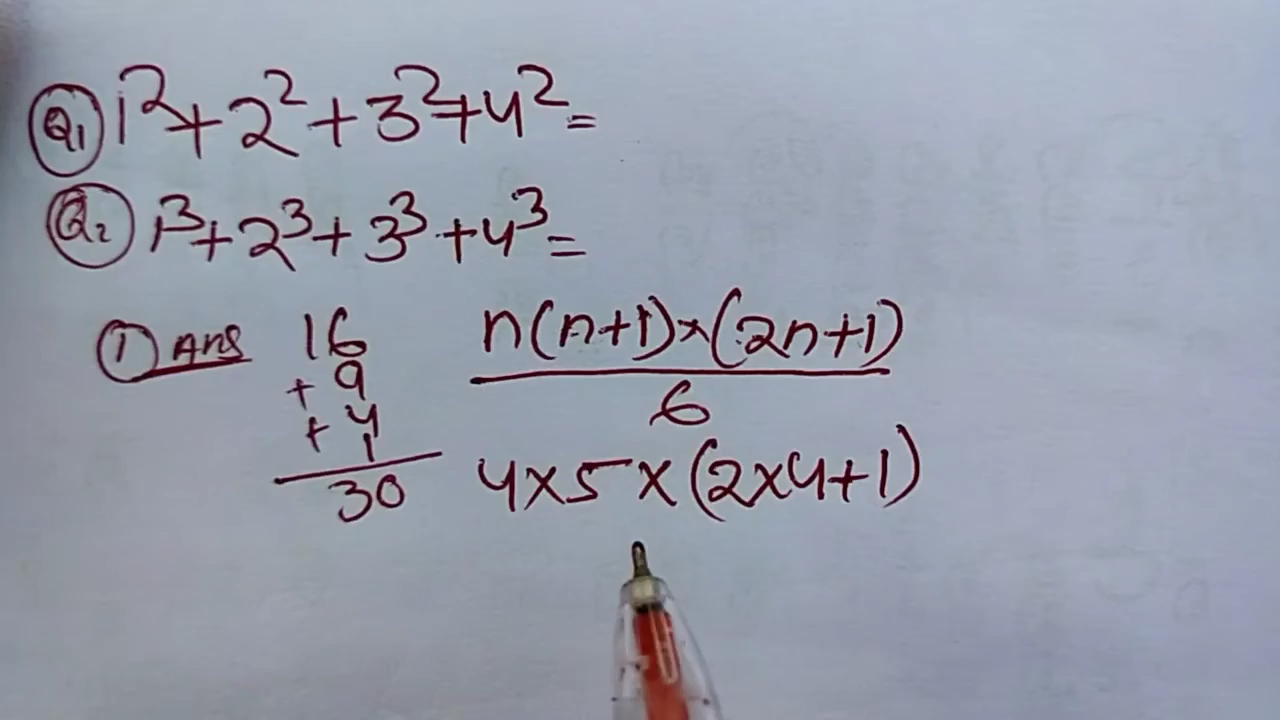 Q1 1² + 2² + 3² + 4² =
Q2 1³ + 2³ + 3³ + 4³ =
1 Ans
16
+ 9
+ 4
1
30
n(n+1)×(2n+1)
6
4×5×(2×4+1)